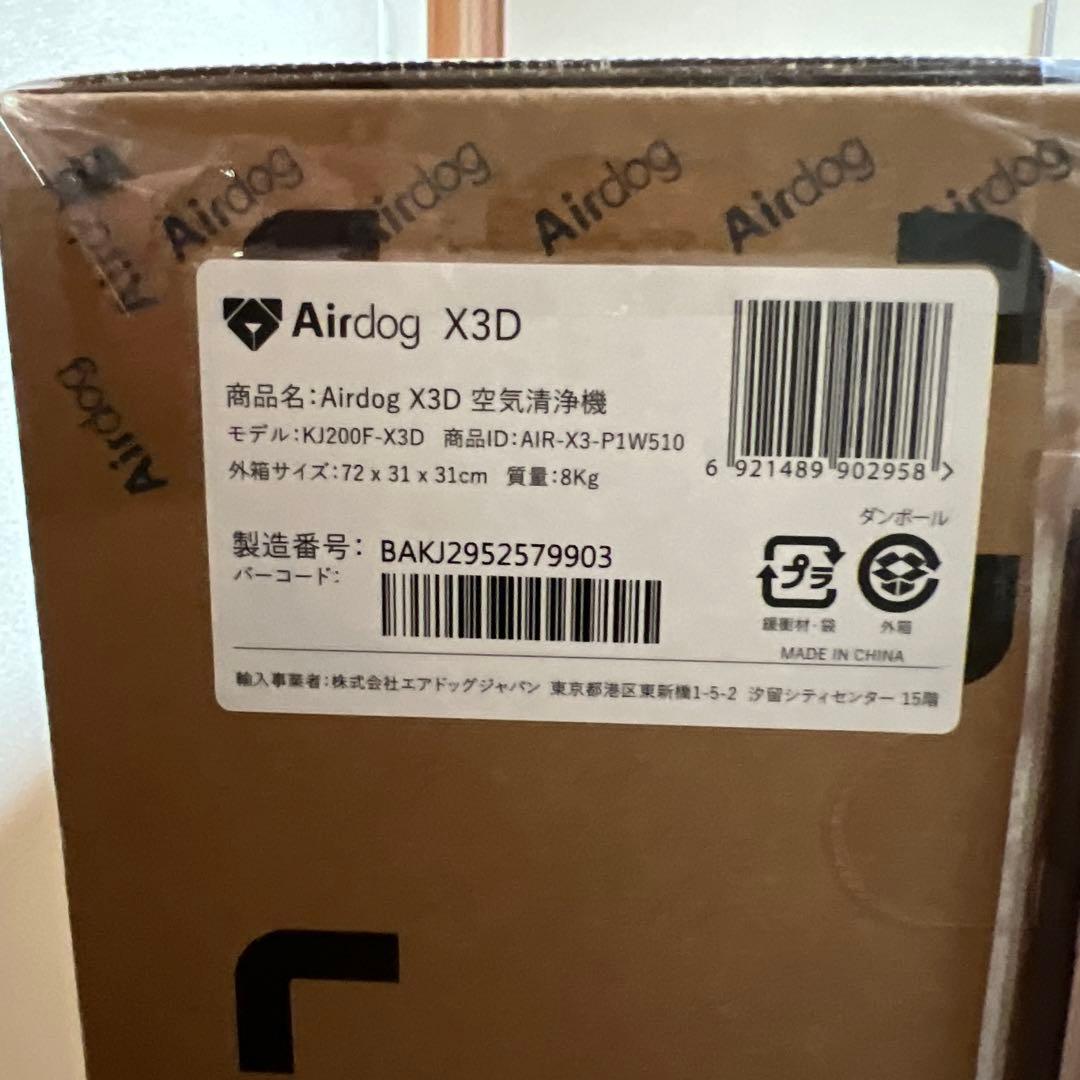 Airdog Airdog Airdog Airdog Airdog
Airdog
Airdog
Airdog X3D
商品名:Airdog X3D 空気清浄機
モデル:KJ200F-X3D 商品ID:AIR-X3-P1W510
外箱サイズ:72 x 31 x 31cm 質量:8Kg
6 921489 902958 >
製造番号: BAKJ2952579903
バーコード:
ダンボール
プラ
緩衝材・袋 外箱
MADE IN CHINA
輸入事業者:株式会社エアドッグジャパン 東京都港区東新橋1-5-2 汐留シティセンター 15階